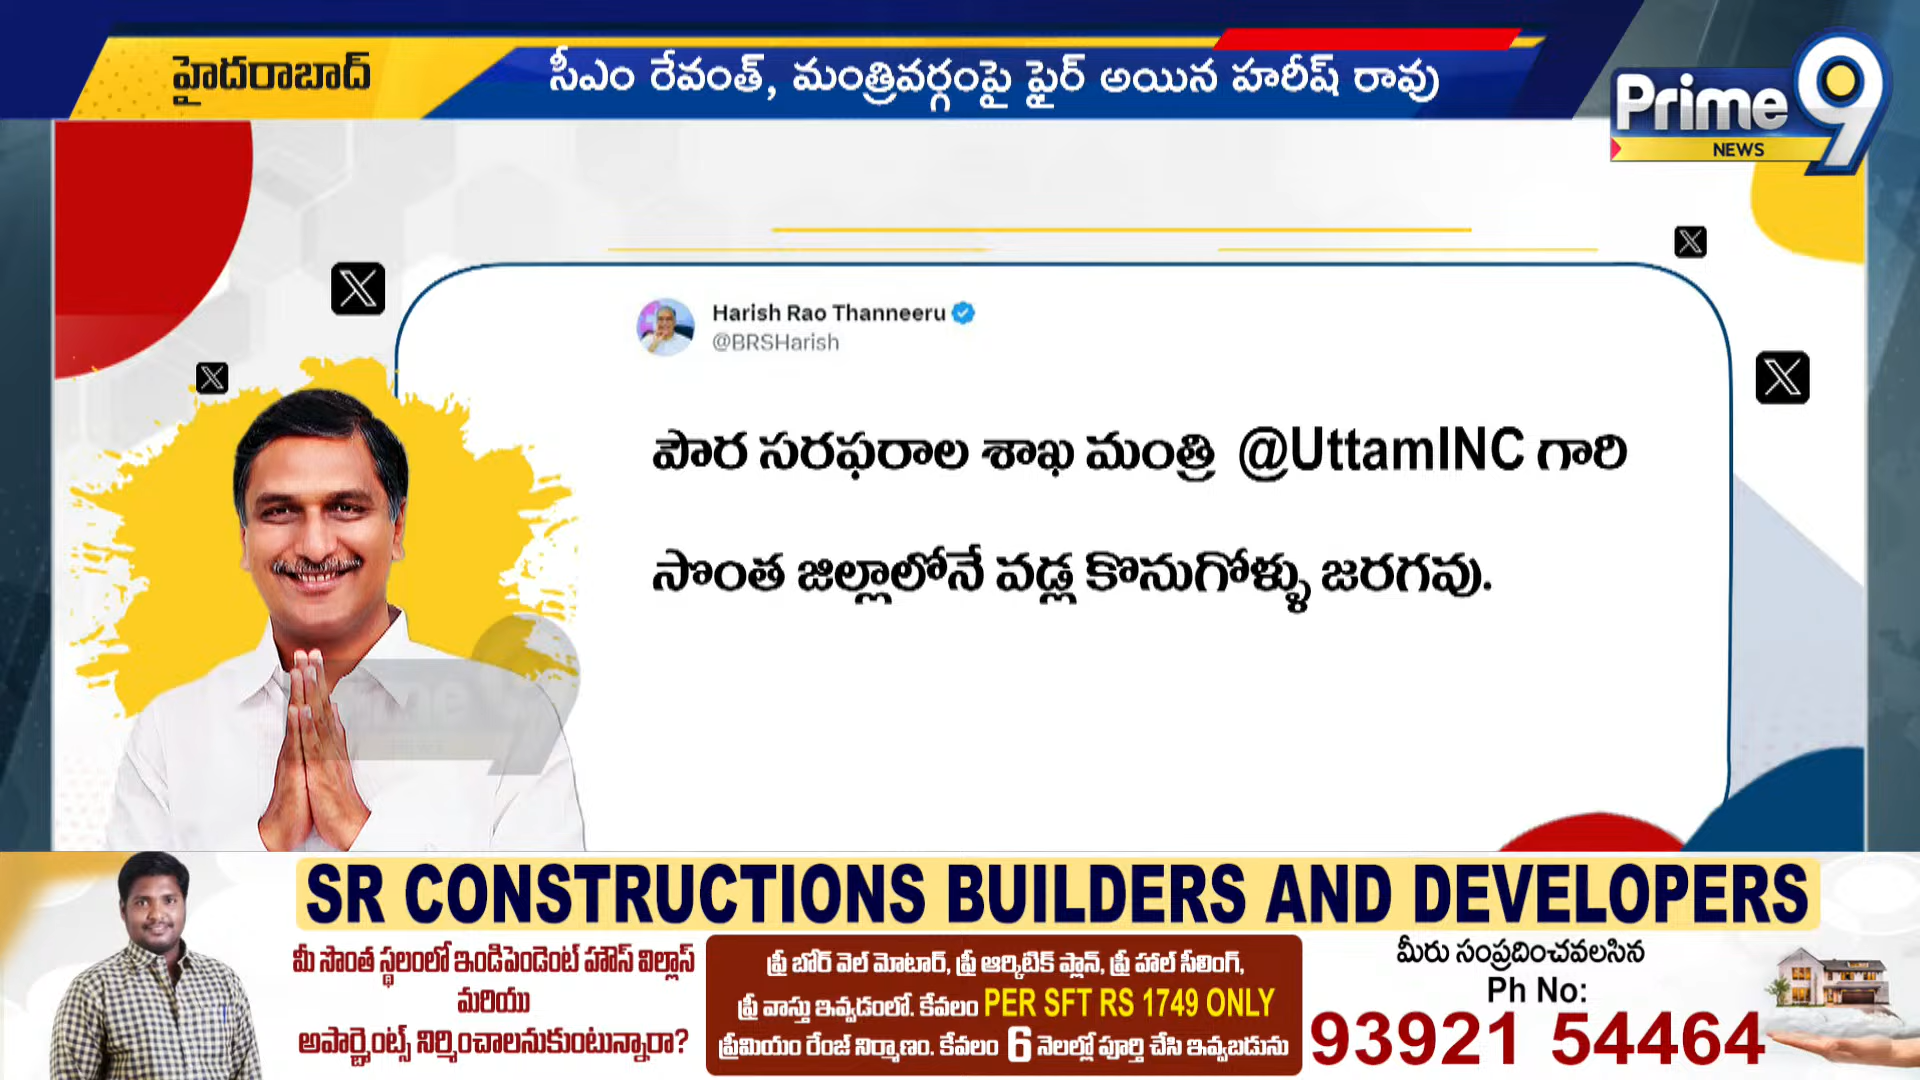 హైదరాబాద్
సీఎం రేవంత్, మంత్రివర్గంపై ఫైర్ అయిన హరీష్ రావు
Prime9
NEWS
Harish Rao Thanneeru
@BRSHarish
పౌర సరఫరాల శాఖ మంత్రి @UttamINC గారి
సొంత జిల్లాలోనే వడ్ల కొనుగోళ్ళు జరగవు.
SR CONSTRUCTIONS BUILDERS AND DEVELOPERS
మీ సొంత స్థలంలో ఇండిపెండెంట్ హౌస్ విల్లాస్
మరియు
అపార్ట్మెంట్స్ నిర్మించాలనుకుంటున్నారా?
ఫ్రీ బోర్ వెల్ మోటార్, ఫ్రీ ఆర్కిటిక్ ప్లాన్, ఫ్రీ హాల్ సీలింగ్,
ఫ్రీ వాస్తు ఇవ్వడంలో. కేవలం PER SFT RS 1749 ONLY
ప్రీమియం రేంజ్ నిర్మాణం. కేవలం 6 నెలల్లో పూర్తి చేసి ఇవ్వబడును
మీరు సంప్రదించవలసిన
Ph No:
93921 54464